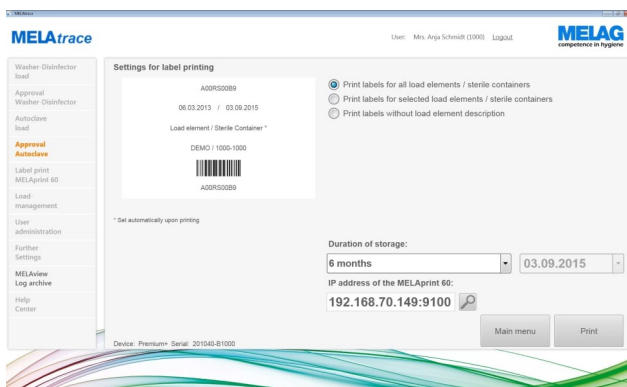 MELAtrace
MELAtrace
User: Mrs. Anja Schmidt (1000) Logout
MELAG
competence in hygiene
Washer-Disinfector
load
Approval
Washer-Disinfector
Autoclave
load
Approval
Autoclave
Label print
MELAprint 60
Load-
management
User
administration
Further
Settings
MELAview
Log archive
Help
Center
Settings for label printing
A00RS00B9
06.03.2013 / 03.09.2015
Load element / Sterile Container *
DEMO / 1000-1000
A00RS00B9
* Set automatically upon printing
Print labels for all load elements / sterile containers
Print labels for selected load elements / sterile containers
Print labels without load element description
Duration of storage:
6 months 03.09.2015
IP address of the MELAprint 60:
192.168.70.149:9100
Main menu Print
Device: Premium+ Serial: 201040-B1000